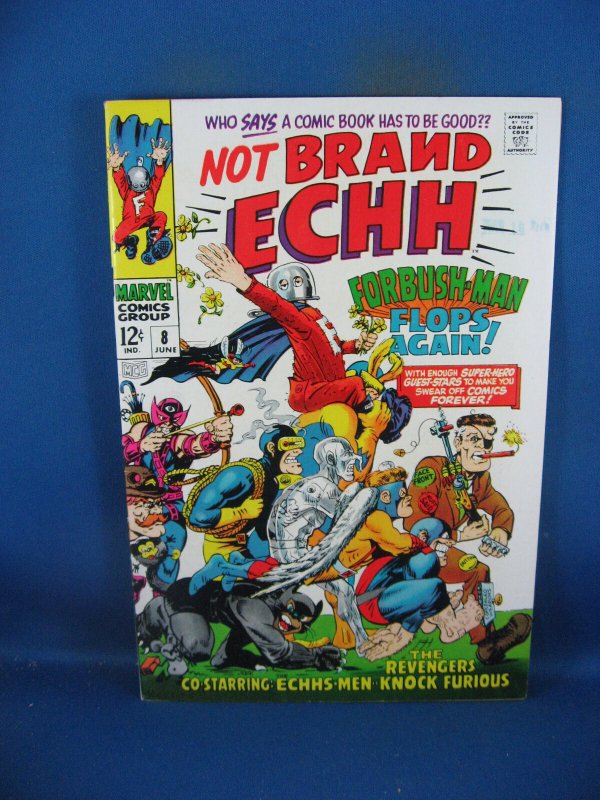 WHO SAYS A COMIC BOOK HAS TO BE GOOD??
APPROVED
BY THE
COMICS
CODE
AUTHORITY
NOT BRAИD
ECHH
F
MARVEL
COMICS
GROUP
12¢
IND.
8
JUNE
MCG
FORBUSH-MAN
FLOPS
AGAIN!
WITH ENOUGH SUPER-HERO
GUEST-STARS TO MAKE YOU
SWEAR OFF COMICS
FOREVER!
THE
REVENGERS
CO-STARRING·ECHHS-MEN·KNOCK FURIOUS